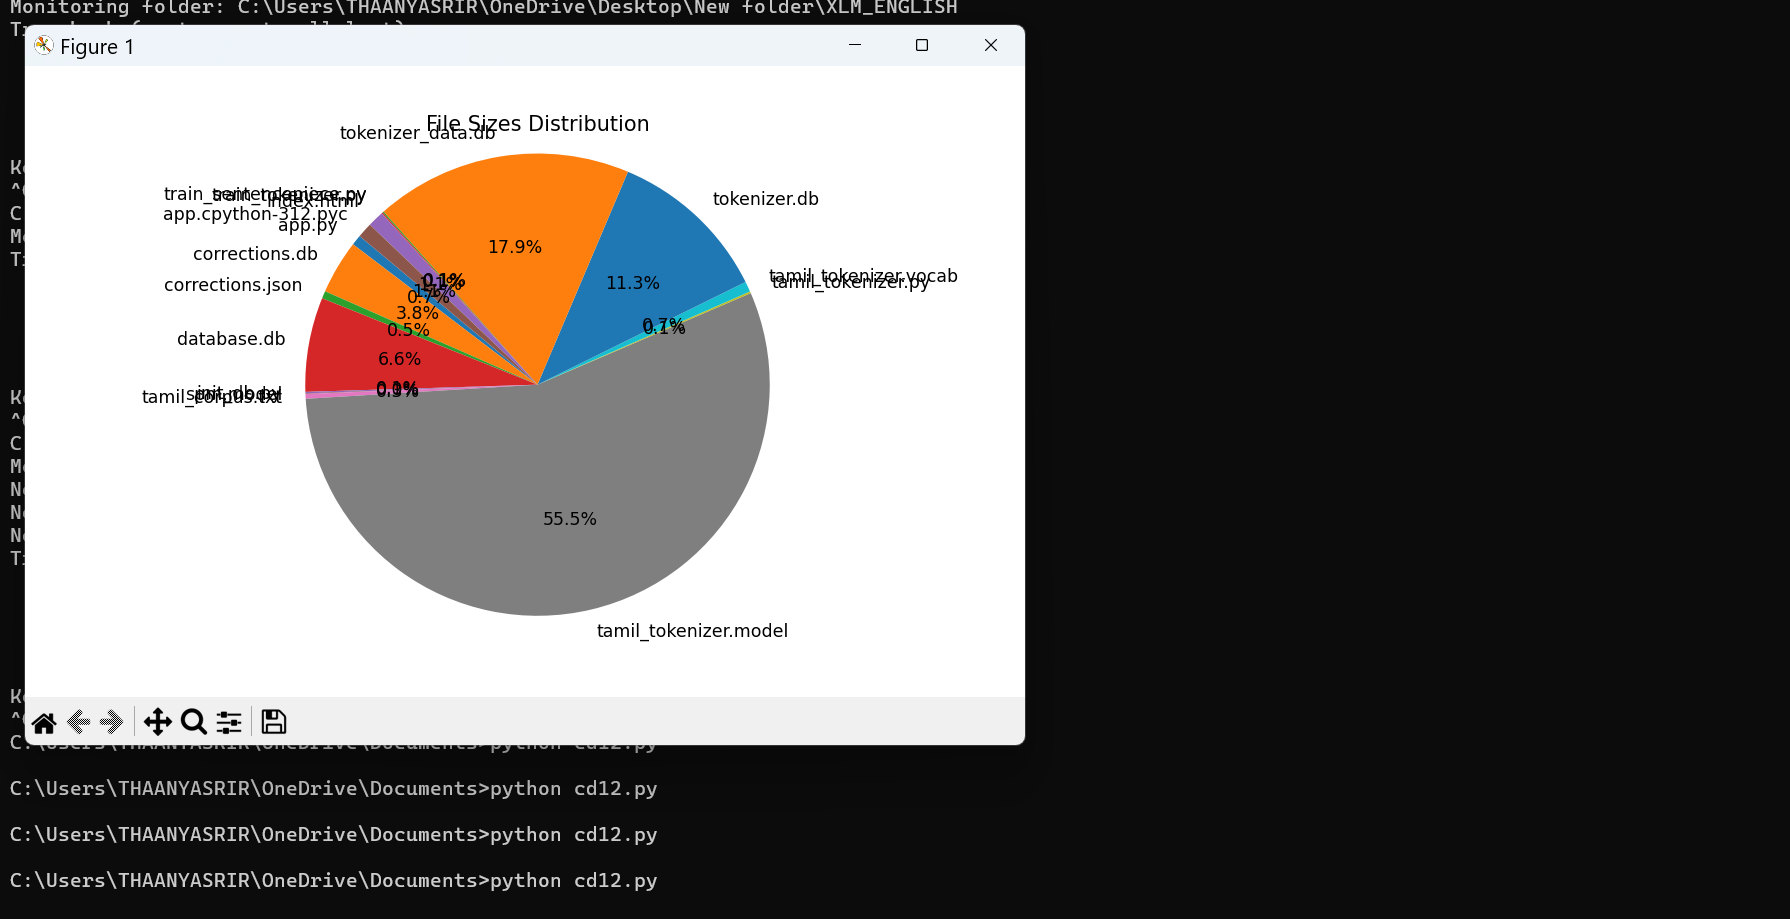 Monitoring folder: C:\Users\THAANYASRIR\OneDrive\Desktop\New folder\XLM_ENGLISH
Figure 1
File Sizes Distribution
tokenizer_data.db
train_sentencepiece.py
train_tokenizer.py
index.html
app.cpython-312.pyc
app.py
corrections.db
corrections.json
database.db
init_db.py
tamil_corpus.txt
tamil_tokenizer.model
tamil_tokenizer.py
tamil_tokenizer.vocab
tokenizer.db
17.9%
11.3%
0.1%
1.1%
0.7%
3.8%
0.5%
6.6%
0.7%
0.1%
55.5%
C:\Users\THAANYASRIR\OneDrive\Documents>python cd12.py
C:\Users\THAANYASRIR\OneDrive\Documents>python cd12.py
C:\Users\THAANYASRIR\OneDrive\Documents>python cd12.py
C:\Users\THAANYASRIR\OneDrive\Documents>python cd12.py